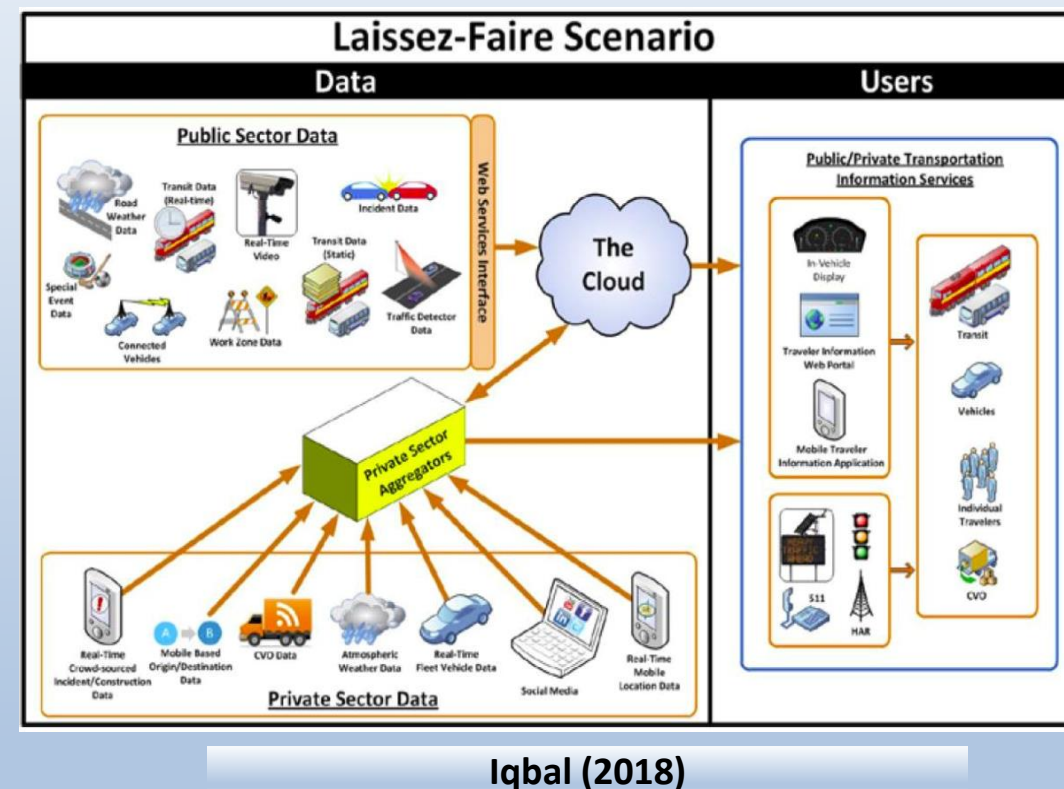 Laissez-Faire Scenario
Data
Users
Public Sector Data
Road
Weather
Data
Transit Data
(Real-time)
Real-Time
Video
Incident Data
Special
Event
Data
Connected
Vehicles
Work Zone Data
Transit Data
(Static)
Traffic Detector
Data
Web Services Interface
The
Cloud
Private Sector
Aggregators
Real-Time
Crowd-sourced
Incident/Construction
Data
A
B
Mobile Based
Origin/Destination
Data
CVO Data
Atmospheric
Weather Data
Real-Time
Fleet Vehicle Data
Social Media
Real-Time
Mobile
Location Data
Private Sector Data
Public/Private Transportation
Information Services
In-Vehicle
Display
Traveler Information
Web Portal
Mobile Traveler
Information Application
HEAVY
TRAFFIC
AHEAD
511
HAR
Transit
Vehicles
Individual
Travelers
CVO
Iqbal (2018)